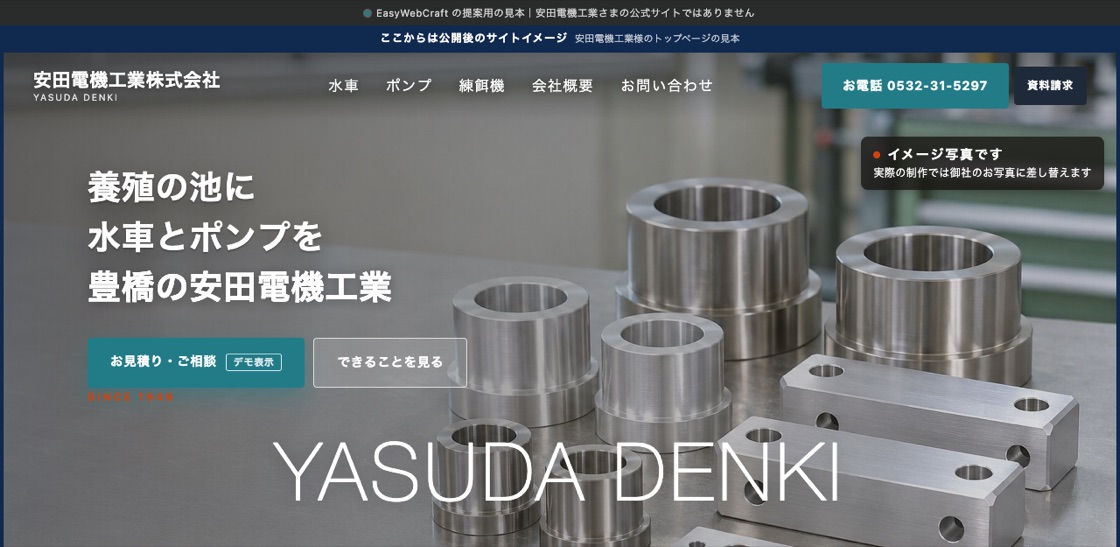 EasyWebCraft の提案用の見本｜安田電機工業さまの公式サイトではありません
ここからは公開後のサイトイメージ 安田電機工業様のトップページの見本
安田電機工業株式会社
YASUDA DENKI
水車 ポンプ 練餌機 会社概要 お問い合わせ
お電話 0532-31-5297
資料請求
イメージ写真です
実際の制作では御社のお写真に差し替えます
養殖の池に
水車とポンプを
豊橋の安田電機工業
お見積り・ご相談 デモ表示
できることを見る
SINCE
YASUDA DENKI